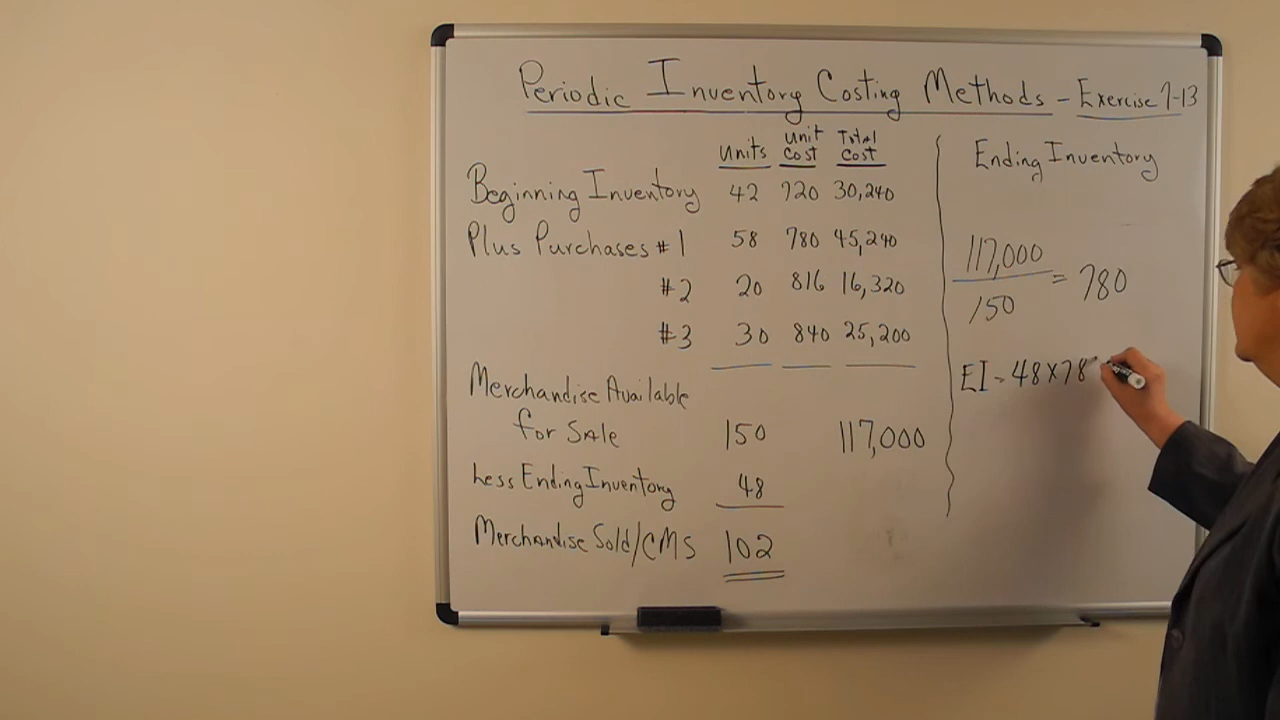 Periodic Inventory Costing Methods - Exercise 7-13
units unit cost Total cost
Beginning Inventory 42 720 30,240
Plus Purchases #1 58 780 45,240
#2 20 816 16,320
#3 30 840 25,200
Merchandise Available
for Sale 150 117,000
Less Ending Inventory 48
Merchandise Sold/CMS 102
Ending Inventory
117,000
150
= 780
EI = 48 x 78